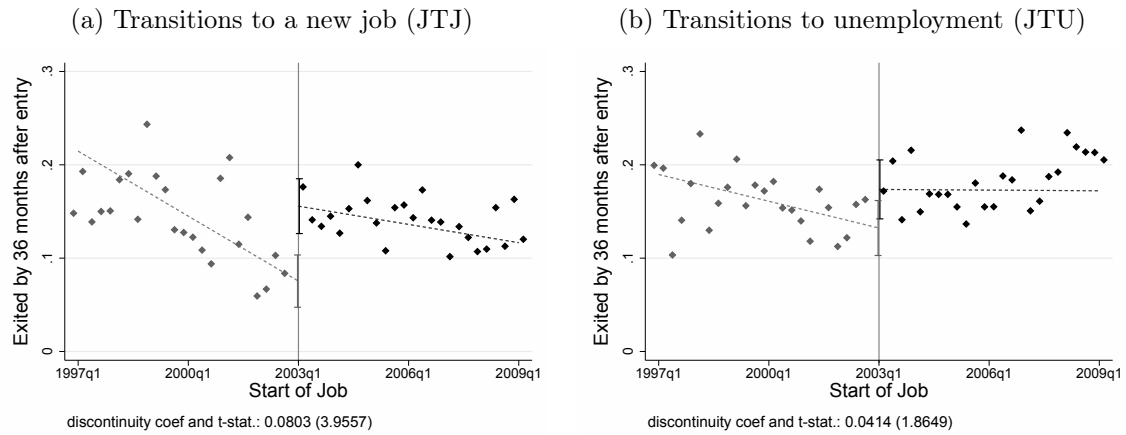 (a) Transitions to a new job (JTJ)
Exited by 36 months after entry
.3
.2
.1
0
1997q1 2000q1 2003q1 2006q1 2009q1
Start of Job
discontinuity coef and t-stat.: 0.0803 (3.9557)
(b) Transitions to unemployment (JTU)
Exited by 36 months after entry
.3
.2
.1
0
1997q1 2000q1 2003q1 2006q1 2009q1
Start of Job
discontinuity coef and t-stat.: 0.0414 (1.8649)